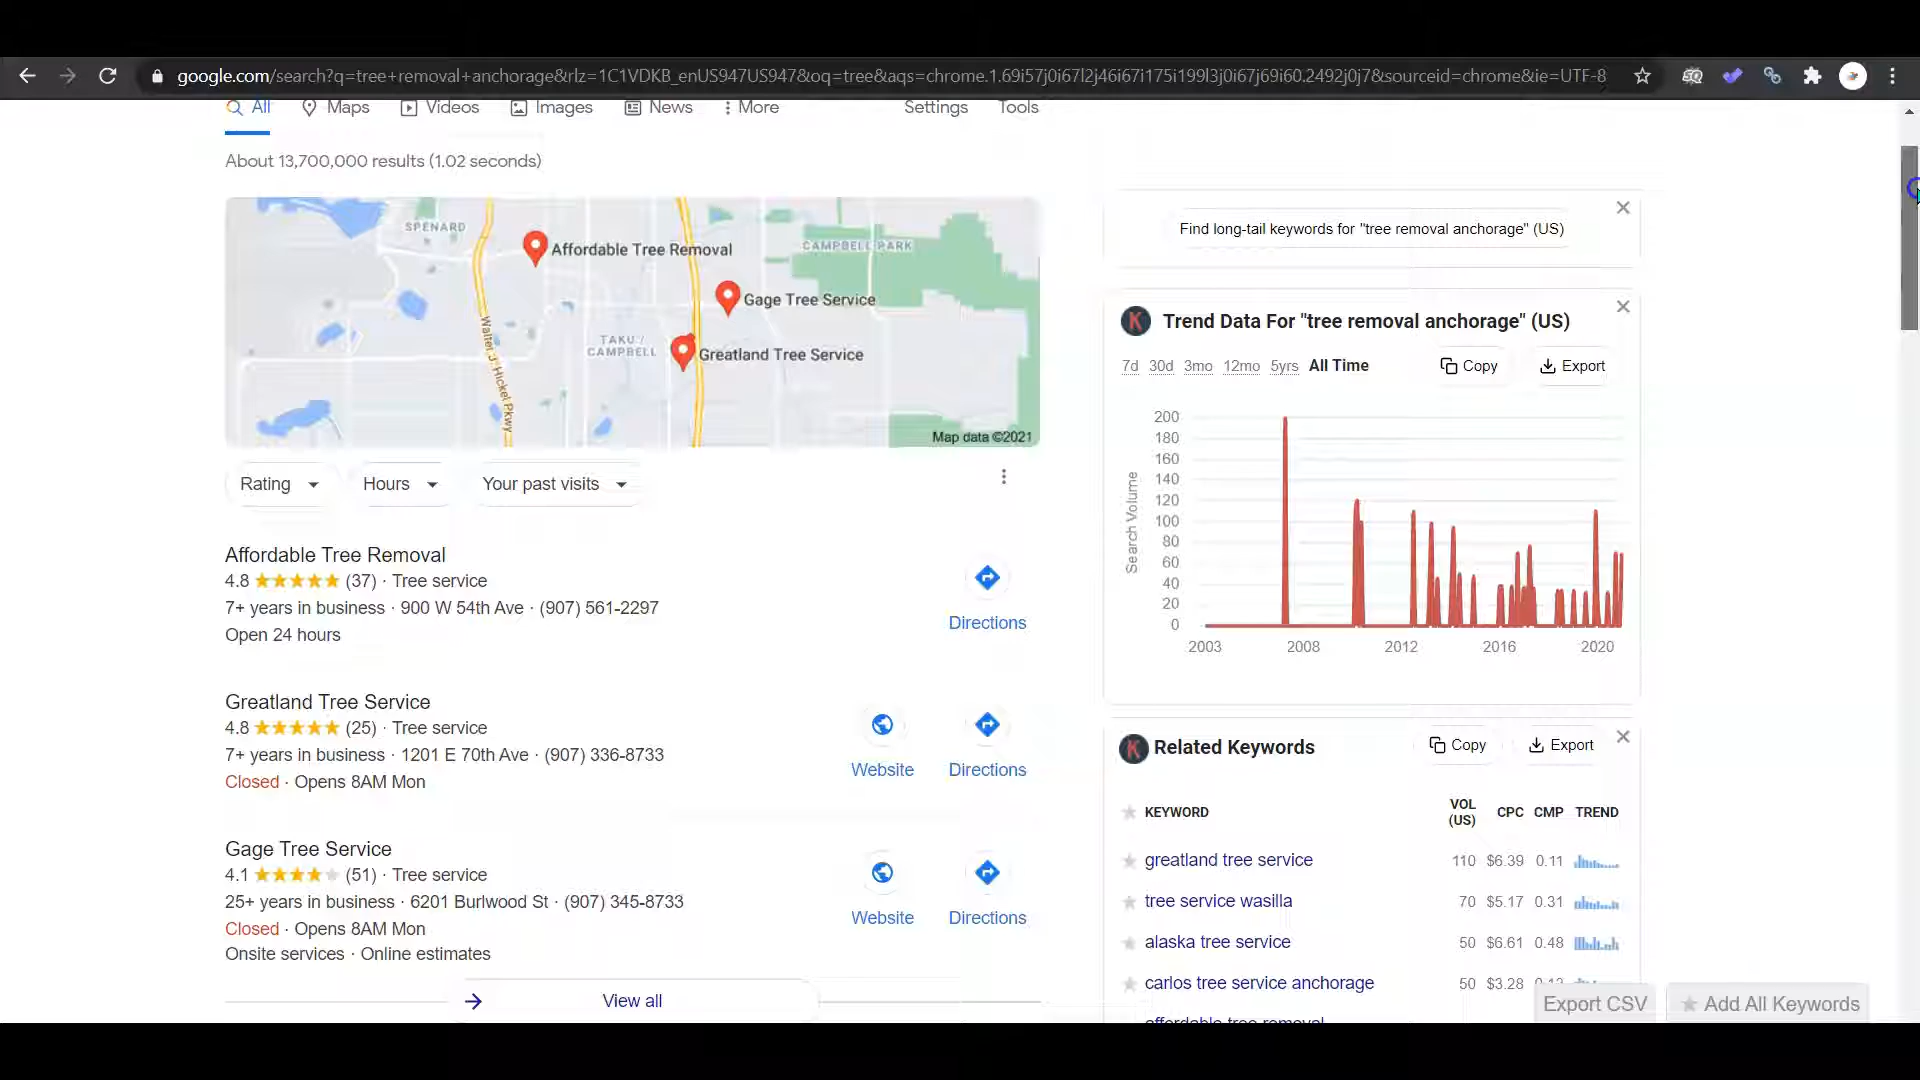 google.com/search?q=tree+removal+anchorage&rlz=1C1VDKB_enUS947US947&oq=tree&aqs=chrome.1.69i57j0i67l2j46i67i175i199l3j0i67j69i60.2492j0j7&sourceid=chrome&ie=UTF-8
All Maps Videos Images News More Settings Tools
About 13,700,000 results (1.02 seconds)
SPENARD
Affordable Tree Removal
CAMPBELL PARK
Gage Tree Service
TAKU /
CAMPBELL
Greatland Tree Service
Walter J. Hickel Pkwy
Map data ©2021
Rating Hours Your past visits
Affordable Tree Removal
4.8 (37) · Tree service
7+ years in business · 900 W 54th Ave · (907) 561-2297
Open 24 hours
Directions
Greatland Tree Service
4.8 (25) · Tree service
7+ years in business · 1201 E 70th Ave · (907) 336-8733
Closed · Opens 8AM Mon
Website Directions
Gage Tree Service
4.1 (51) · Tree service
25+ years in business · 6201 Burlwood St · (907) 345-8733
Closed · Opens 8AM Mon
Onsite services · Online estimates
Website Directions
View all
Find long-tail keywords for "tree removal anchorage" (US)
K Trend Data For "tree removal anchorage" (US)
7d 30d 3mo 12mo 5yrs All Time Copy Export
Search Volume
200
180
160
140
120
100
80
60
40
20
0
2003 2008 2012 2016 2020
K Related Keywords Copy Export
KEYWORD VOL (US) CPC CMP TREND
greatland tree service 110 $6.39 0.11
tree service wasilla 70 $5.17 0.31
alaska tree service 50 $6.61 0.48
carlos tree service anchorage 50 $3.28
affordable tree removal
Export CSV Add All Keywords